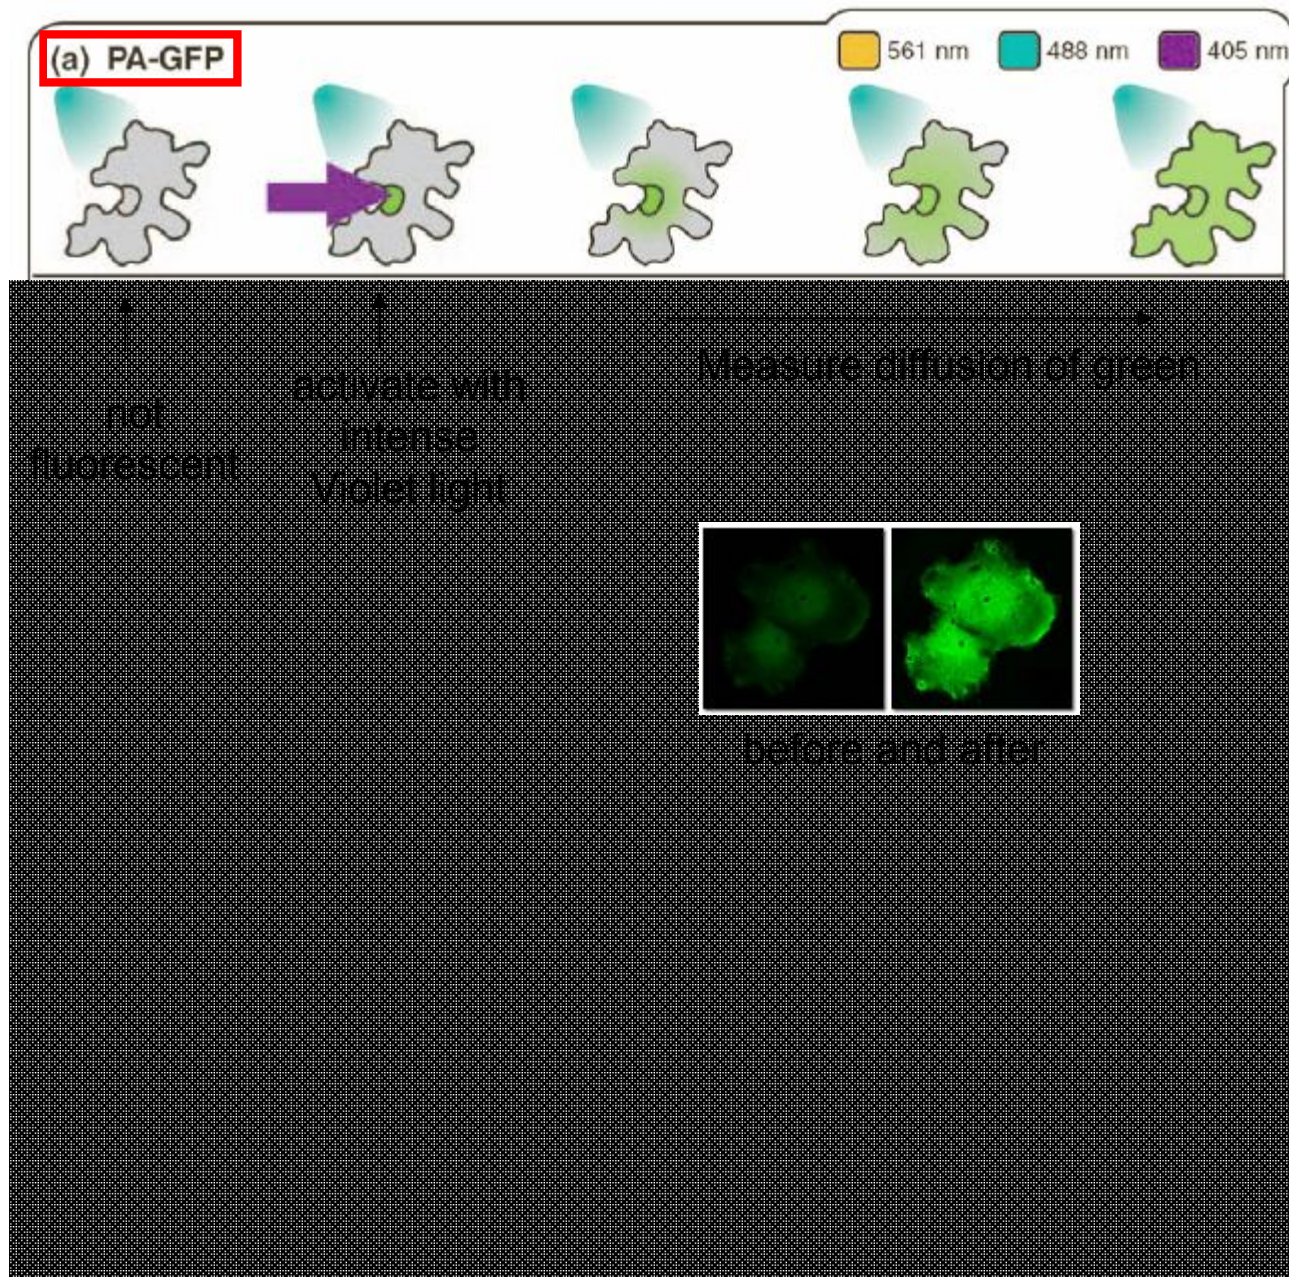 (a) PA-GFP
561 nm
488 nm
405 nm
not
fluorescent
activate with
intense
Violet light
Measure diffusion of green
before and after